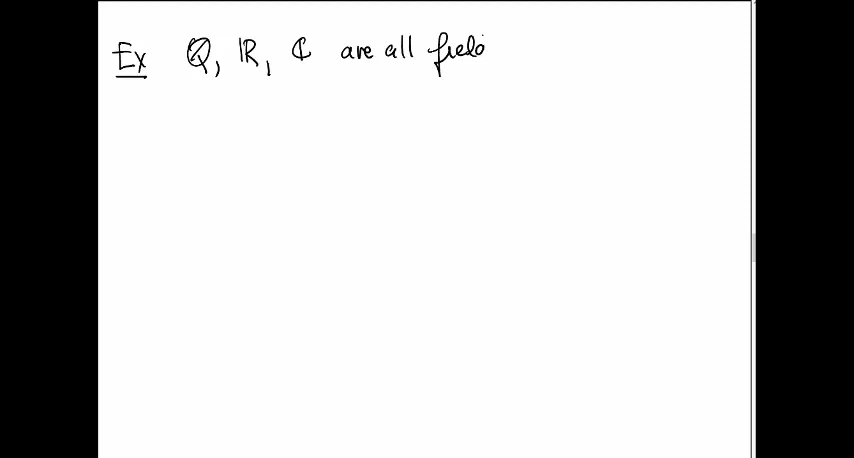 Ex ℚ, ℝ, ℂ are all field